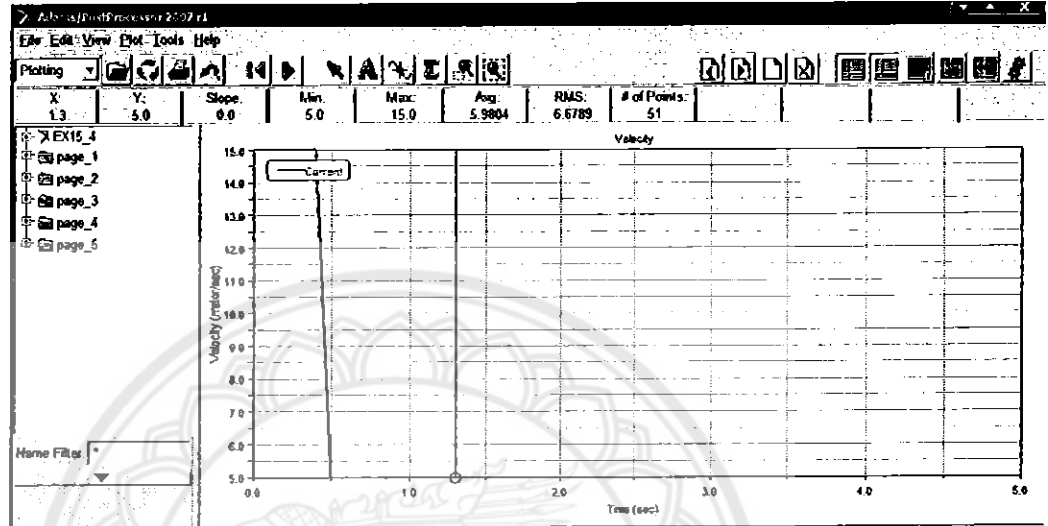 Adams/PostProcessor 2007 r1
File Edit View Plot Tools Help
Plotting
X: Y: Slope: Min: Max: Avg: RMS: # of Points:
1.3 5.0 0.0 5.0 15.0 5.9804 6.6789 51
EX15_4
page_1
page_2
page_3
page_4
page_5
Name Filter *
Velocity
Current
Velocity (meter/sec)
15.0
14.0
13.0
12.0
11.0
10.0
9.0
8.0
7.0
6.0
5.0
0.0 1.0 2.0 3.0 4.0 5.0
Time (sec)